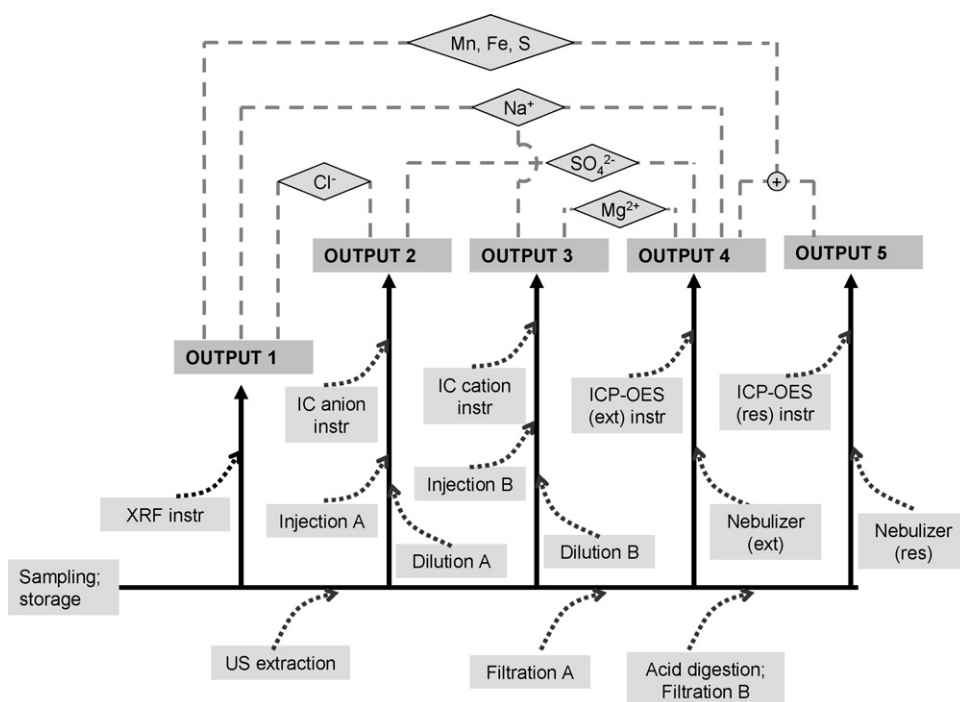 Mn, Fe, S
Na+
SO₄²⁻
Cl⁻
Mg²⁺
+
OUTPUT 2
OUTPUT 3
OUTPUT 4
OUTPUT 5
OUTPUT 1
IC anion
instr
IC cation
instr
ICP-OES
(ext) instr
ICP-OES
(res) instr
XRF instr
Injection A
Injection B
Dilution A
Dilution B
Nebulizer
(ext)
Nebulizer
(res)
Sampling;
storage
US extraction
Filtration A
Acid digestion;
Filtration B